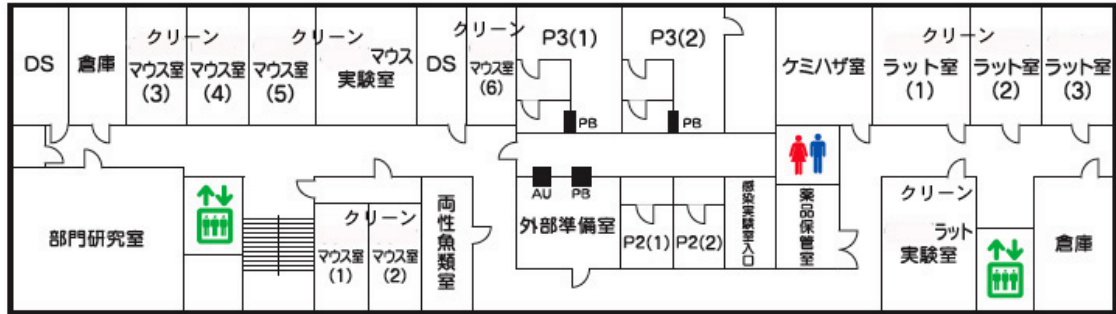 DS
倉庫
クリーン
マウス室
(3)
マウス室
(4)
クリーン
マウス室
(5)
マウス
実験室
DS
クリーン
マウス室
(6)
P3(1)
PB
P3(2)
PB
ケミハザ室
クリーン
ラット室
(1)
ラット室
(2)
ラット室
(3)
部門研究室
クリーン
マウス室
(1)
マウス室
(2)
両性魚類室
AU
PB
外部準備室
P2(1)
P2(2)
感染実験室入口
薬品保管室
クリーン
ラット
実験室
倉庫